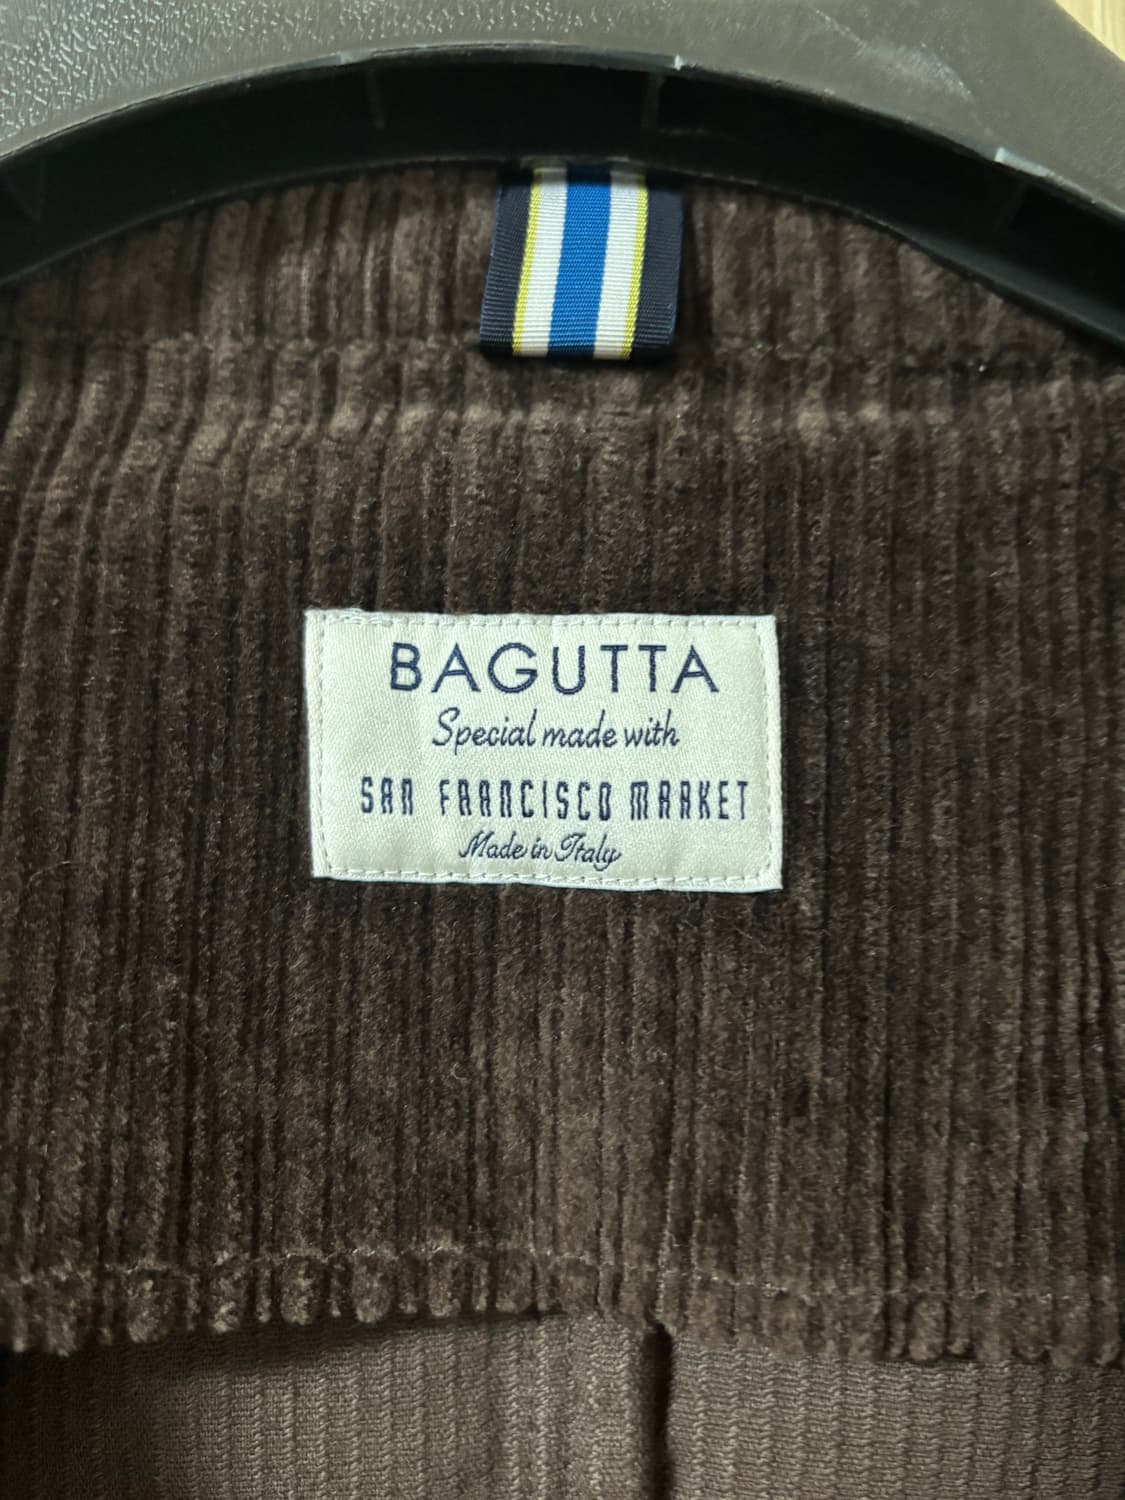 BAGUTTA
Special made with
SAN FRANCISCO MARKET
Made in Italy